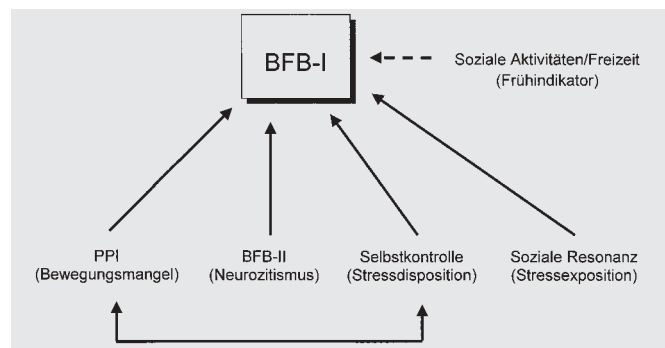 BFB-I
Soziale Aktivitäten/Freizeit
(Frühindikator)
PPI
(Bewegungsmangel)
BFB-II
(Neurozitismus)
Selbstkontrolle
(Stressdisposition)
Soziale Resonanz
(Stressexposition)